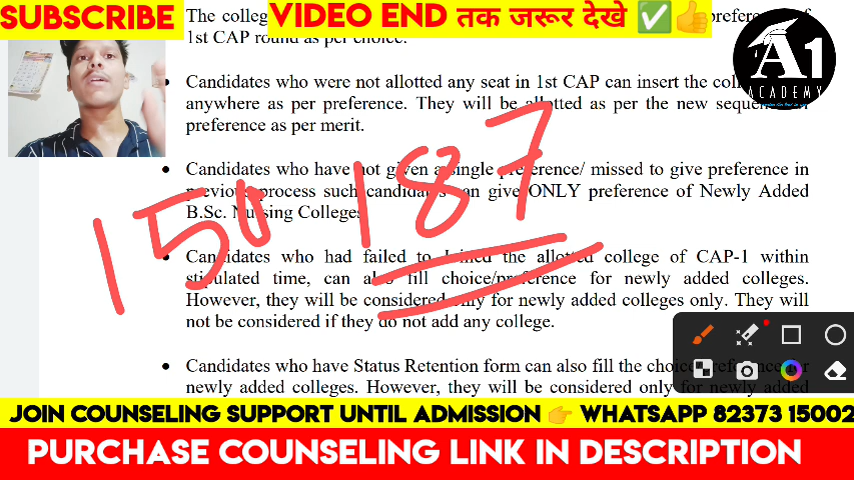 SUBSCRIBE
VIDEO END तक जरूर देखे
The colleg
1st CAP round as per choice.
A1
ACADEMY
Candidates who were not allotted any seat in 1st CAP can insert the col
anywhere as per preference. They will be allotted as per the new sequen
preference as per merit.
Candidates who have not given a single preference/ missed to give preference in
previous process such candidates can give ONLY preference of Newly Added
B.Sc. Nursing Colleges
150 187
Candidates who had failed to Joined the allotted college of CAP-1 within
stipulated time, can also fill choice/preference for newly added colleges.
However, they will be considered only for newly added colleges only. They will
not be considered if they do not add any college.
Candidates who have Status Retention form can also fill the choice
newly added colleges. However, they will be considered only for newly added
JOIN COUNSELING SUPPORT UNTIL ADMISSION 👉 WHATSAPP 82373 15002
PURCHASE COUNSELING LINK IN DESCRIPTION